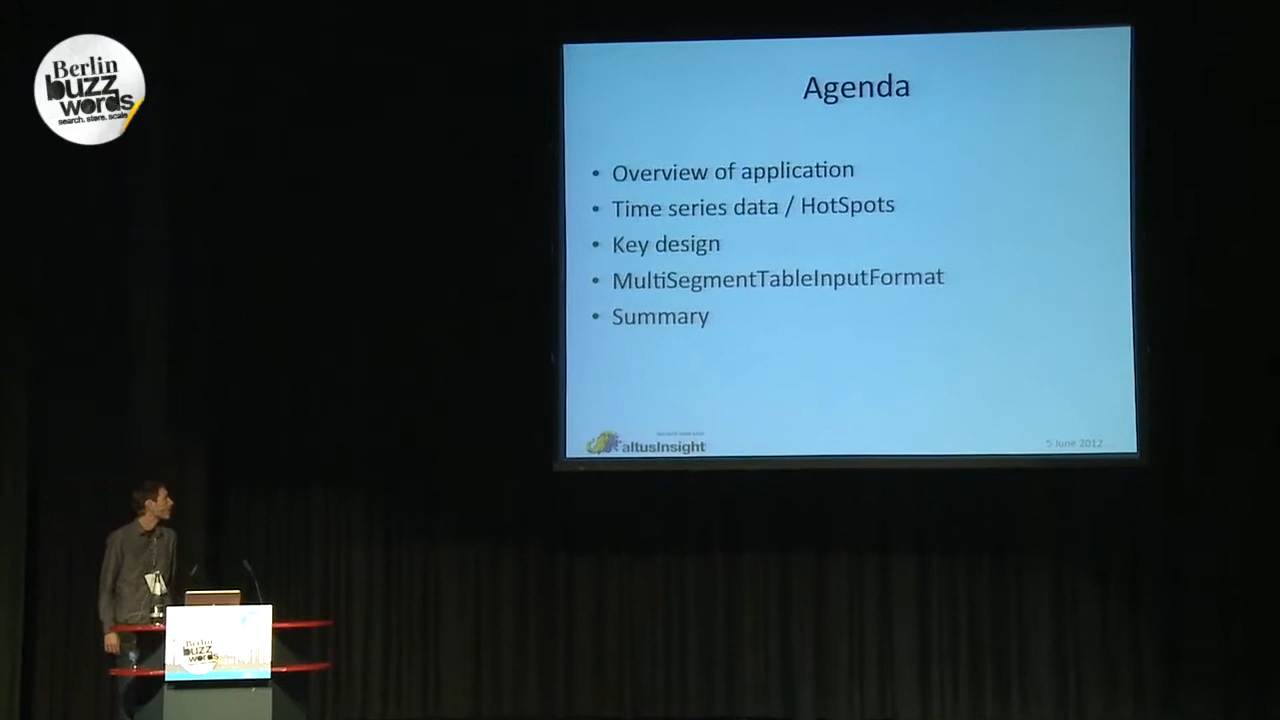 Berlin
buzz
words
search. store. scale
Agenda
• Overview of application
• Time series data / HotSpots
• Key design
• MultiSegmentTableInputFormat
• Summary
altusInsight
5 June 2012
Berlin
buzz
words